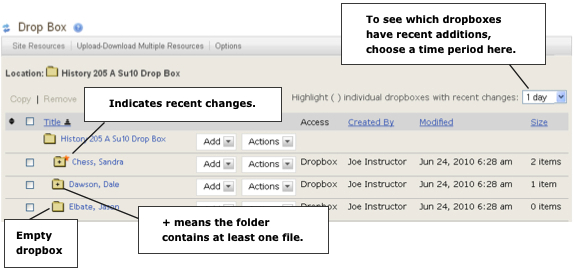 Drop Box
To see which dropboxes
have recent additions,
choose a time period here.
Site Resources | Upload-Download Multiple Resources | Options
Location: History 205 A Su10 Drop Box
Copy | Remove
Indicates recent changes.
Highlight ( ) individual dropboxes with recent changes: 1 day
Title Access Created By Modified Size
History 205 A Su10 Drop Box Add Actions
Chess, Sandra Add Actions Dropbox Joe Instructor Jun 24, 2010 6:28 am 2 items
Dawson, Dale Add Actions Dropbox Joe Instructor Jun 24, 2010 6:28 am 1 item
Elbate, Jason Add Actions Dropbox Joe Instructor Jun 24, 2010 6:28 am 0 items
Empty
dropbox
+ means the folder
contains at least one file.